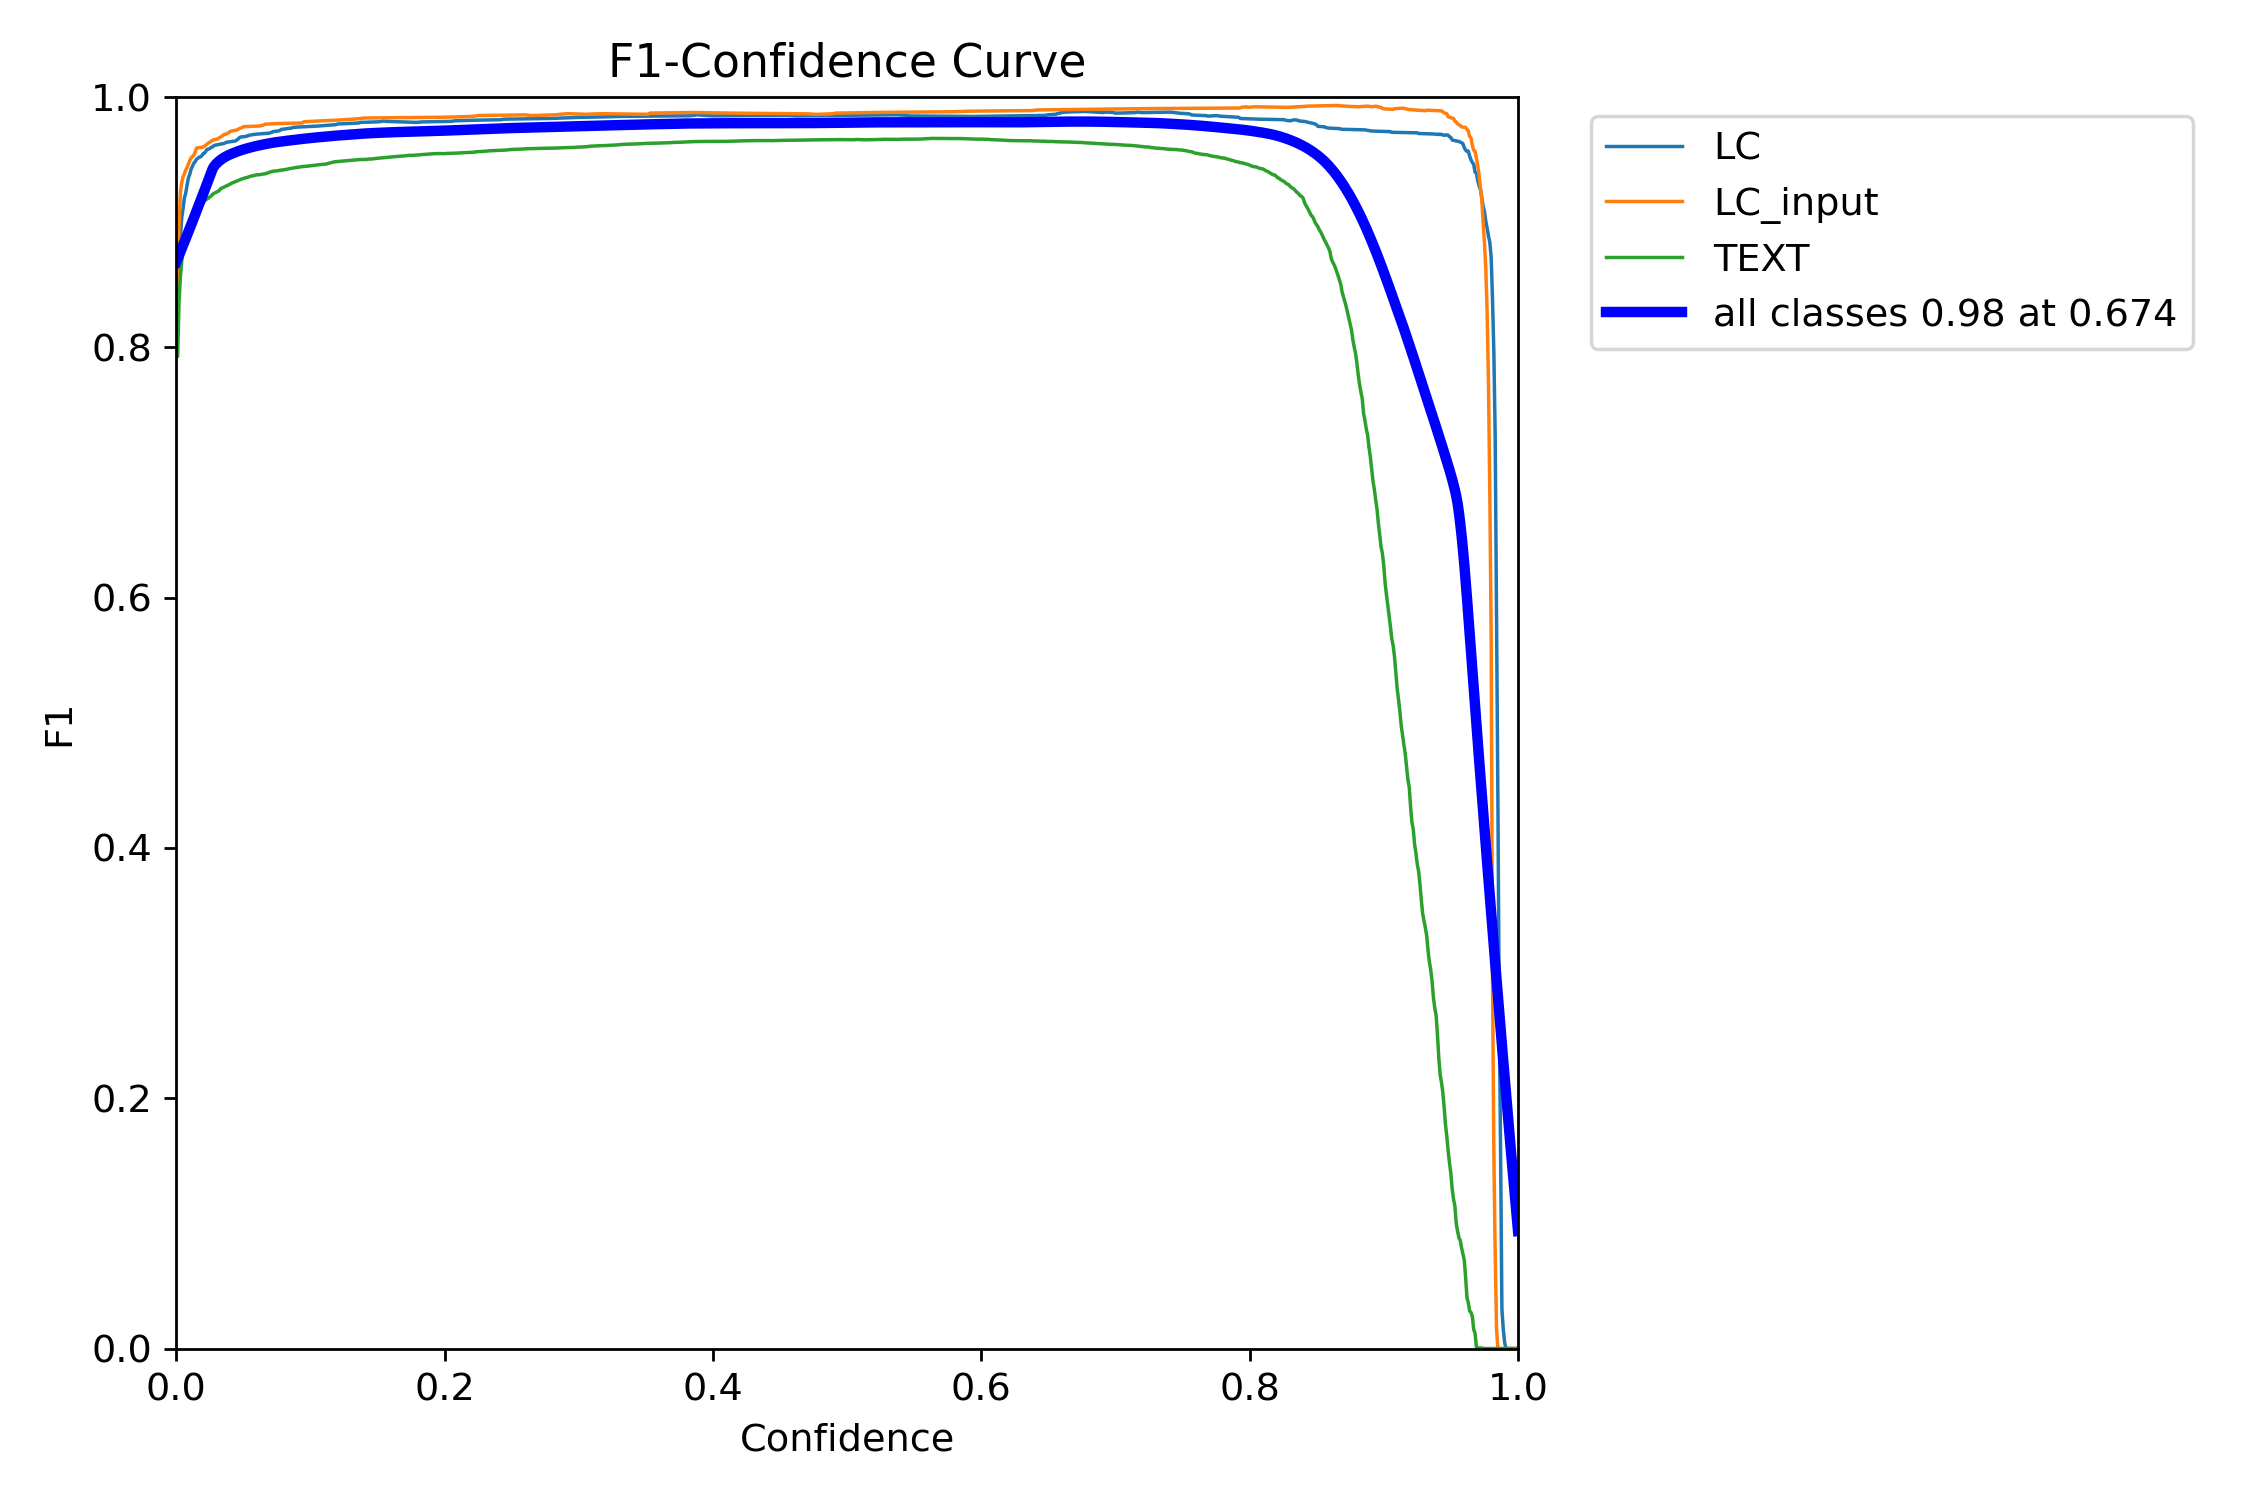 F1-Confidence Curve
1.0
0.8
0.6
0.4
0.2
0.0
F1
0.0 0.2 0.4 0.6 0.8 1.0
Confidence
LC
LC_input
TEXT
all classes 0.98 at 0.674